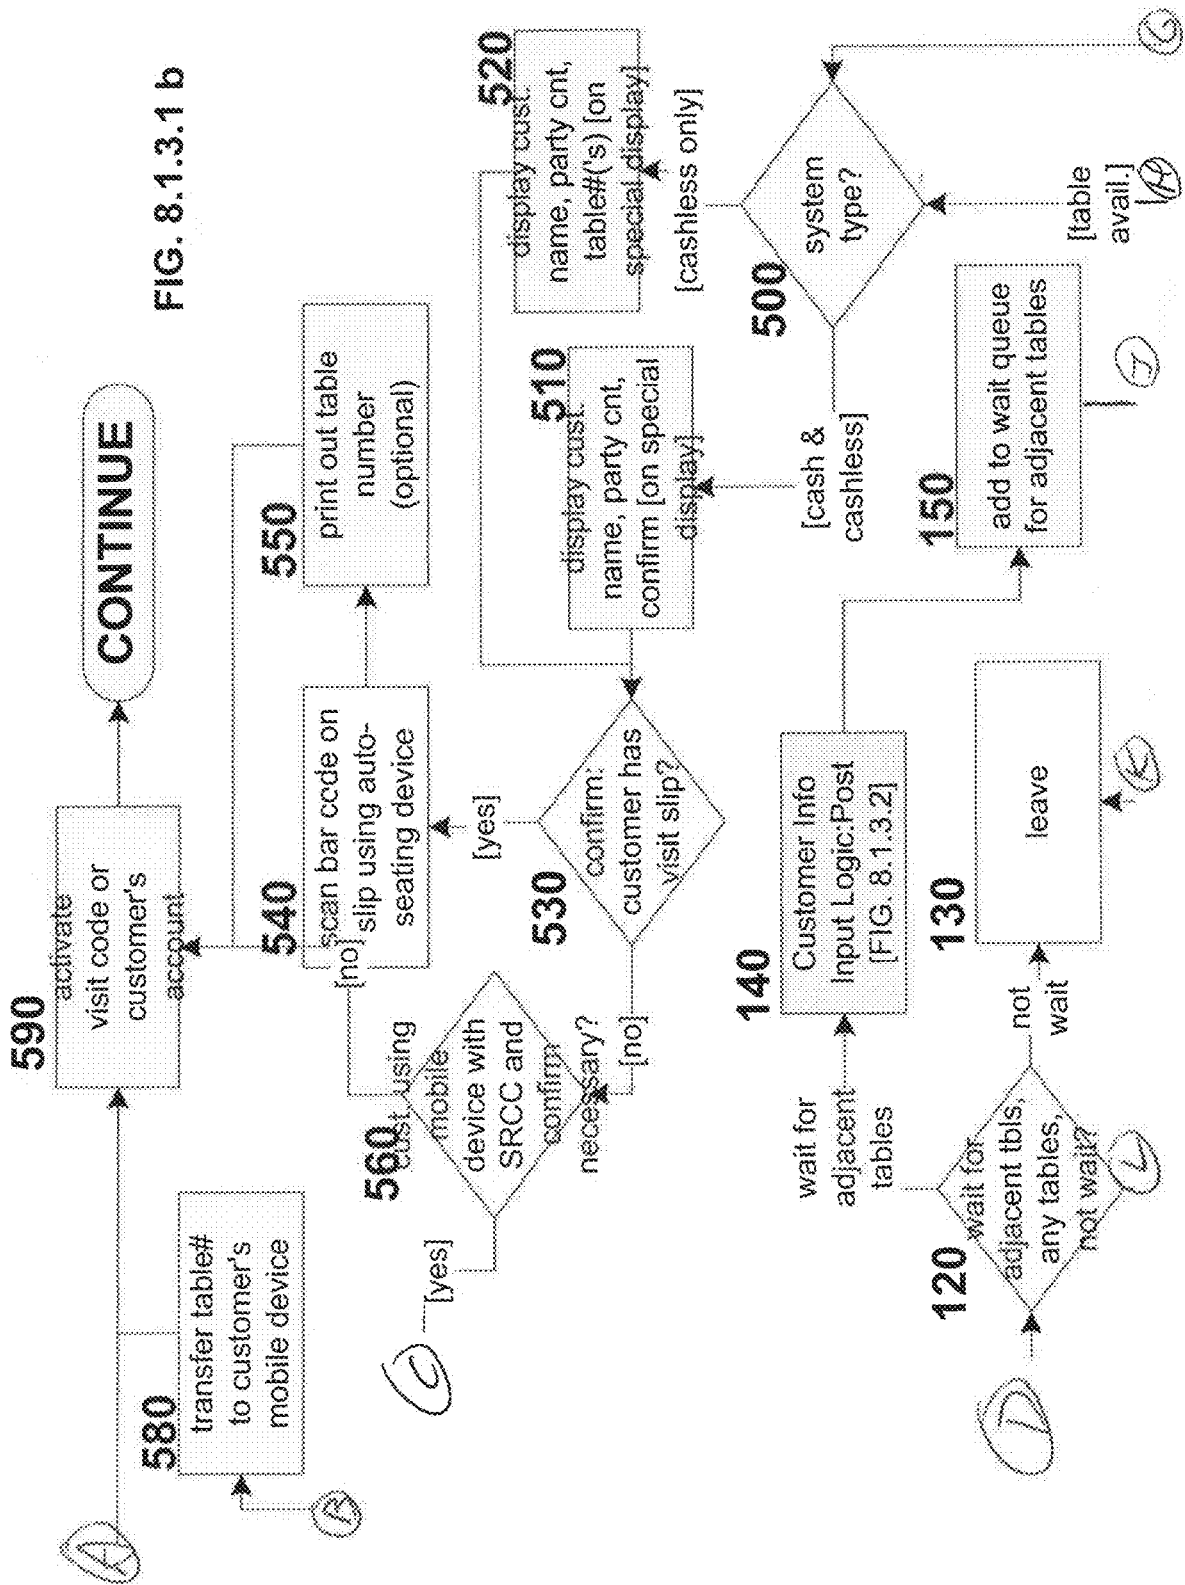 FIG. 8.1.3.1 b
CONTINUE
590
activate
visit code or
customer's
account
580
transfer table#
to customer's
mobile device
A
B
550
print out table
number
(optional)
540
scan bar code on
slip using auto-
seating device
[no]
[yes]
560
cust. using
mobile
device with
SRCC and
confirm
necessary?
[yes]
C
[no]
530
confirm:
customer has
visit slip?
520
display cust.
name, party cnt,
table#('s) [on
special display]
[cashless only]
510
display cust.
name, party cnt,
confirm [on special
display]
[cash &
cashless]
500
system
type?
[table
avail.]
H
140
Customer Info
Input Logic:Post
[FIG. 8.1.3.2]
150
add to wait queue
for adjacent tables
J
wait for
adjacent
tables
120
wait for
adjacent tbls,
any tables,
not wait?
D
L
not
wait
130
leave
K